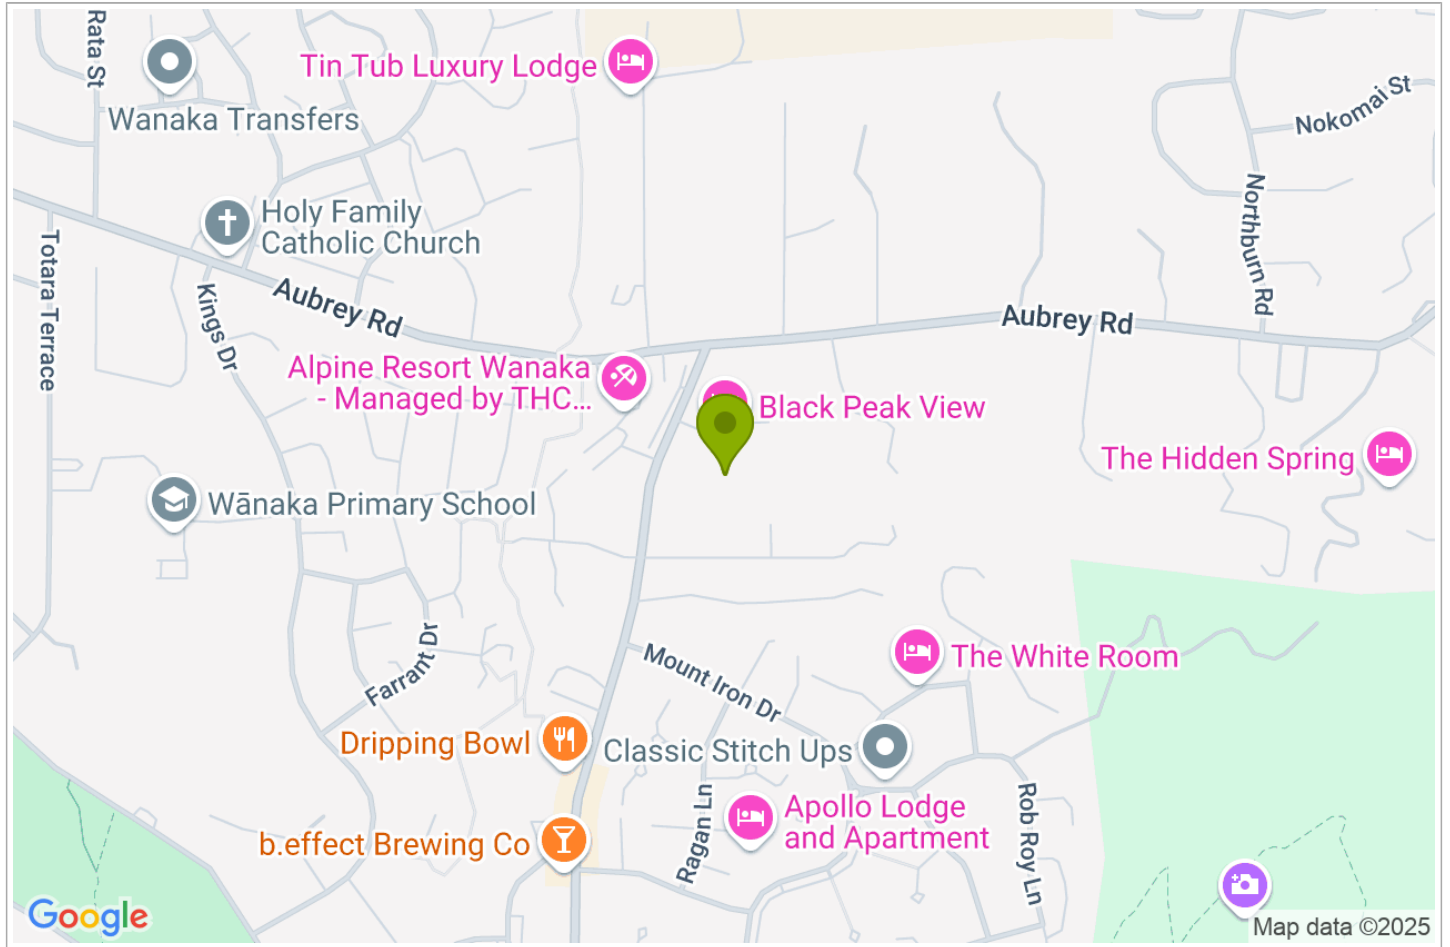 Rata St
Wanaka Transfers
Tin Tub Luxury Lodge
Nokomai St
Northburn Rd
Holy Family
Catholic Church
Totara Terrace
Kings Dr
Aubrey Rd
Aubrey Rd
Alpine Resort Wanaka
- Managed by THC...
Black Peak View
The Hidden Spring
Wānaka Primary School
Farrant Dr
Mount Iron Dr
The White Room
Dripping Bowl
Classic Stitch Ups
Ragan Ln
Apollo Lodge
and Apartment
Rob Roy Ln
b.effect Brewing Co
Google
Map data ©2025